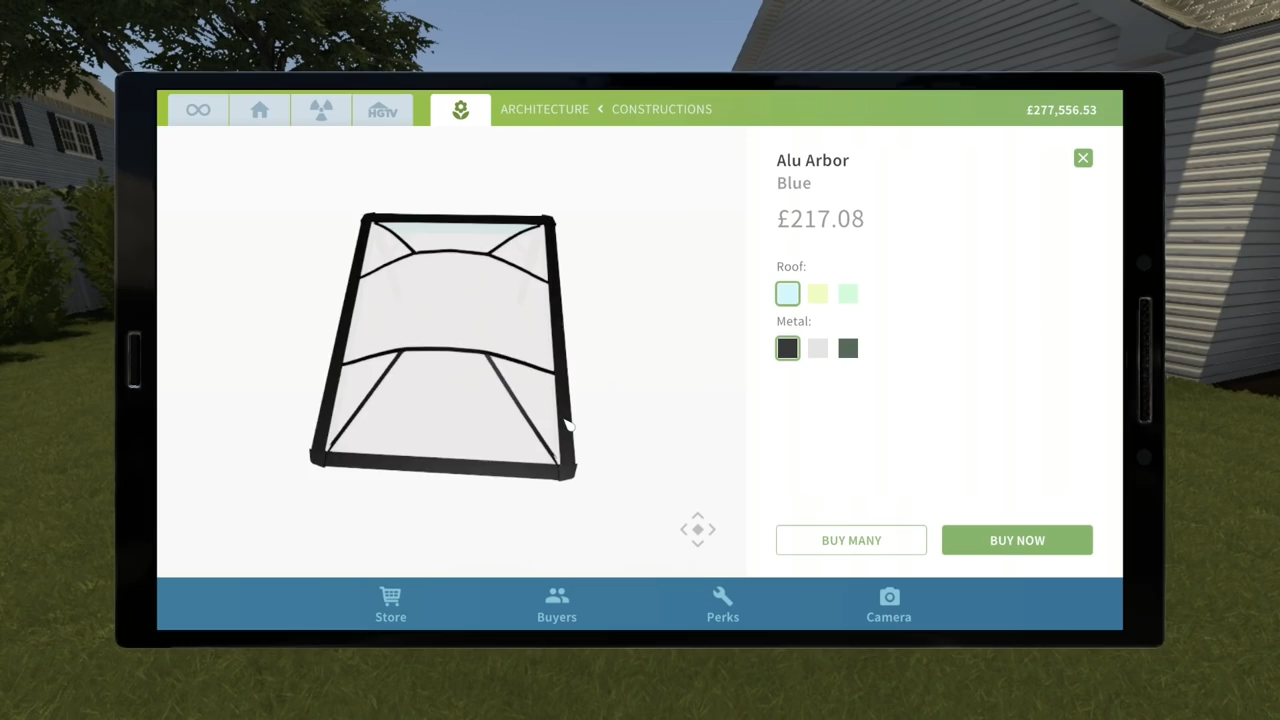 HGTV
ARCHITECTURE < CONSTRUCTIONS
£277,556.53
Alu Arbor
Blue
£217.08
Roof:
Metal:
BUY MANY
BUY NOW
Store
Buyers
Perks
Camera